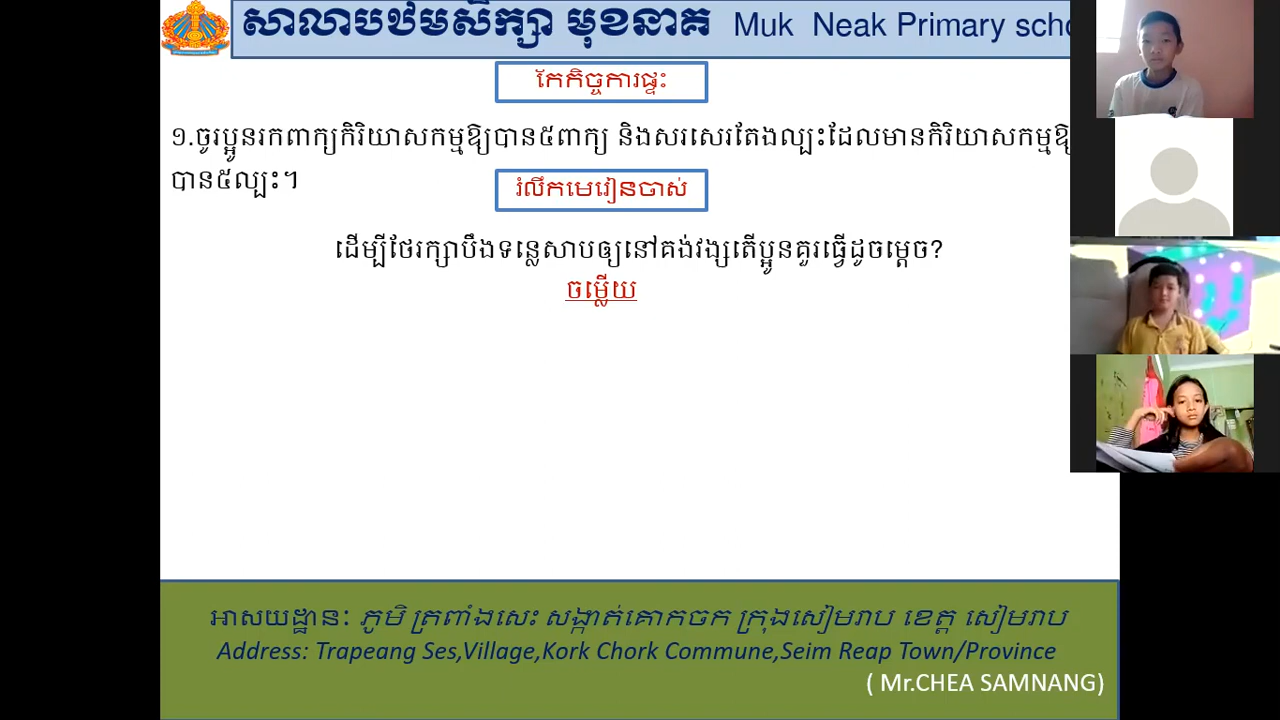 សាលាបឋមសិក្សា មុខនាគ Muk Neak Primary scho
កែកិច្ចការផ្ទះ
១.ចូរប្អូនរកពាក្យកិរិយាសកម្មឱ្យបាន៥ពាក្យ និងសរសេរតែងល្បះដែលមានកិរិយាសកម្មឱ្យ
បាន៥ល្បះ។
រំលឹកមេរៀនចាស់
ដើម្បីថែរក្សាបឹងទន្លេសាបឲ្យនៅគង់វង្សតើប្អូនគួរធ្វើដូចម្តេច?
ចម្លើយ
អាសយដ្ឋាន: ភូមិ ត្រពាំងសេះ សង្កាត់គោកចក ក្រុងសៀមរាប ខេត្ត សៀមរាប
Address: Trapeang Ses,Village,Kork Chork Commune,Seim Reap Town/Province
( Mr.CHEA SAMNANG)